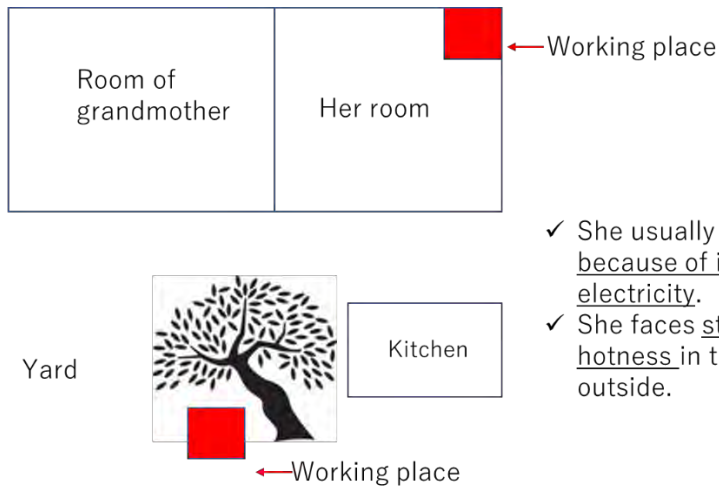 Working place
Room of
grandmother
Her room
✓ She usually
because of
electricity.
✓ She faces
hotness in
outside.
Kitchen
Yard
Working place